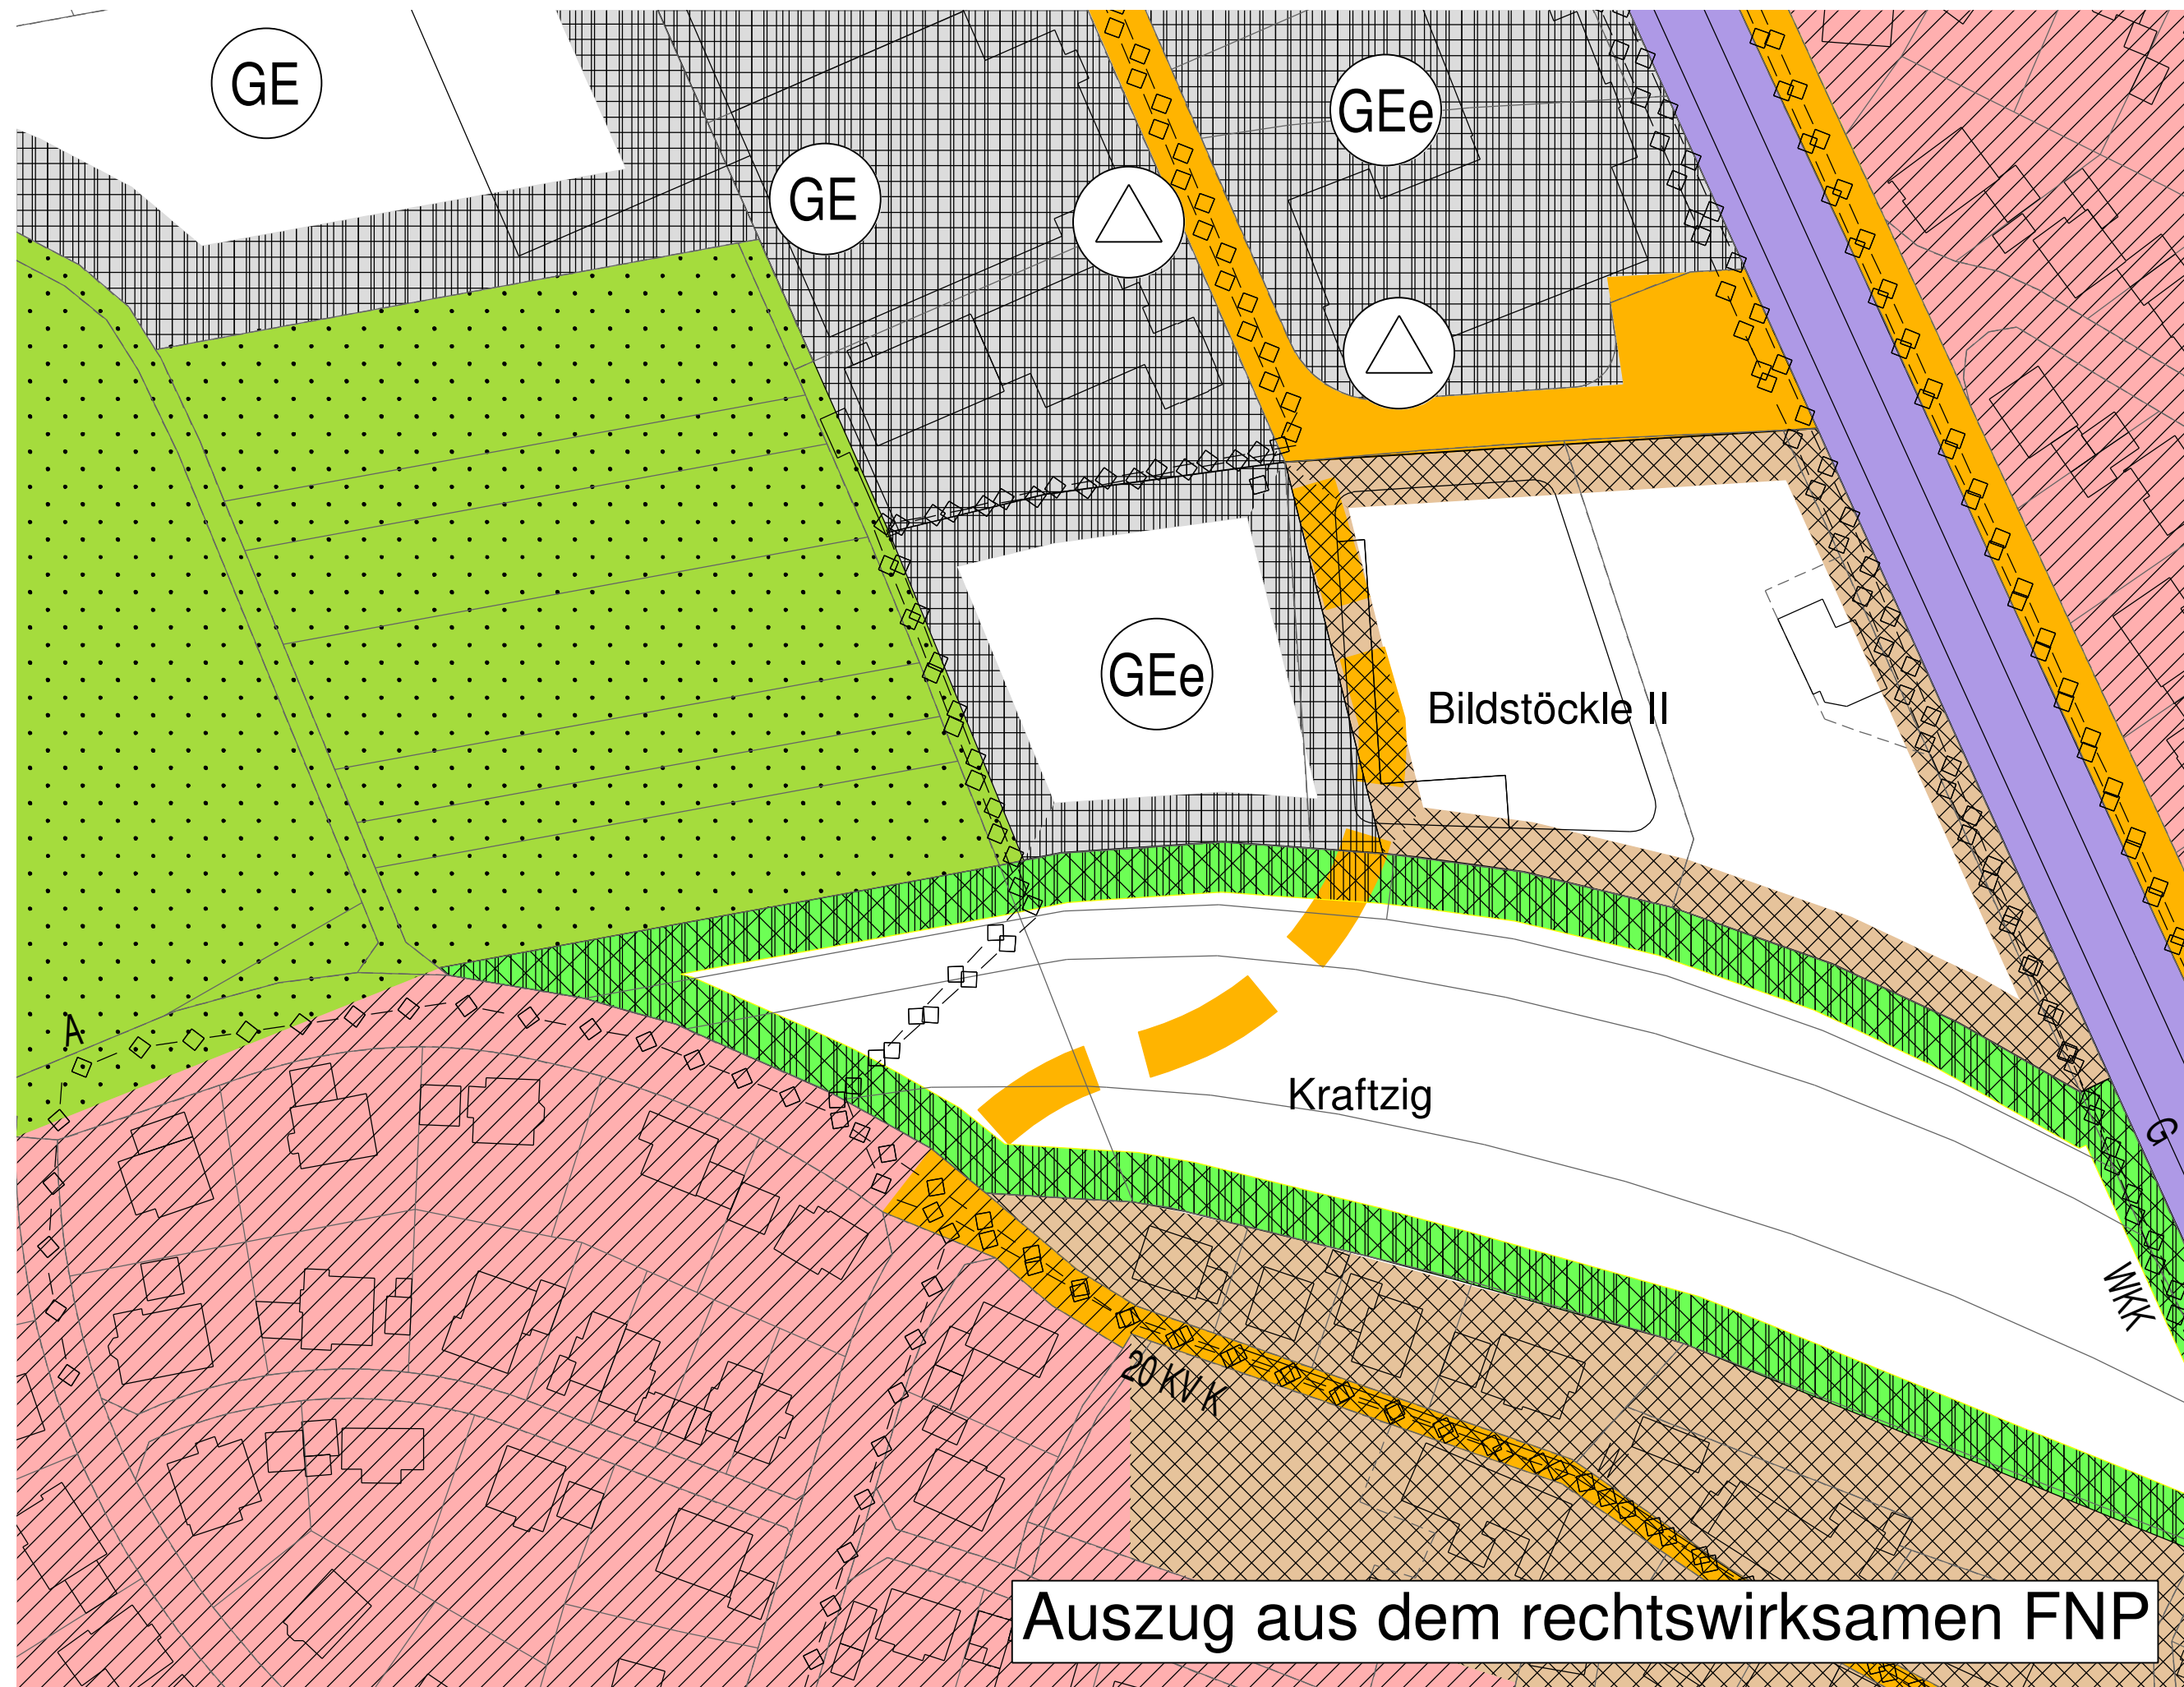 GE
GEe
GE
GEe
Bildstöckle II
A
Kraftzig
G
WKK
20 KV K
Auszug aus dem rechtswirksamen FNP